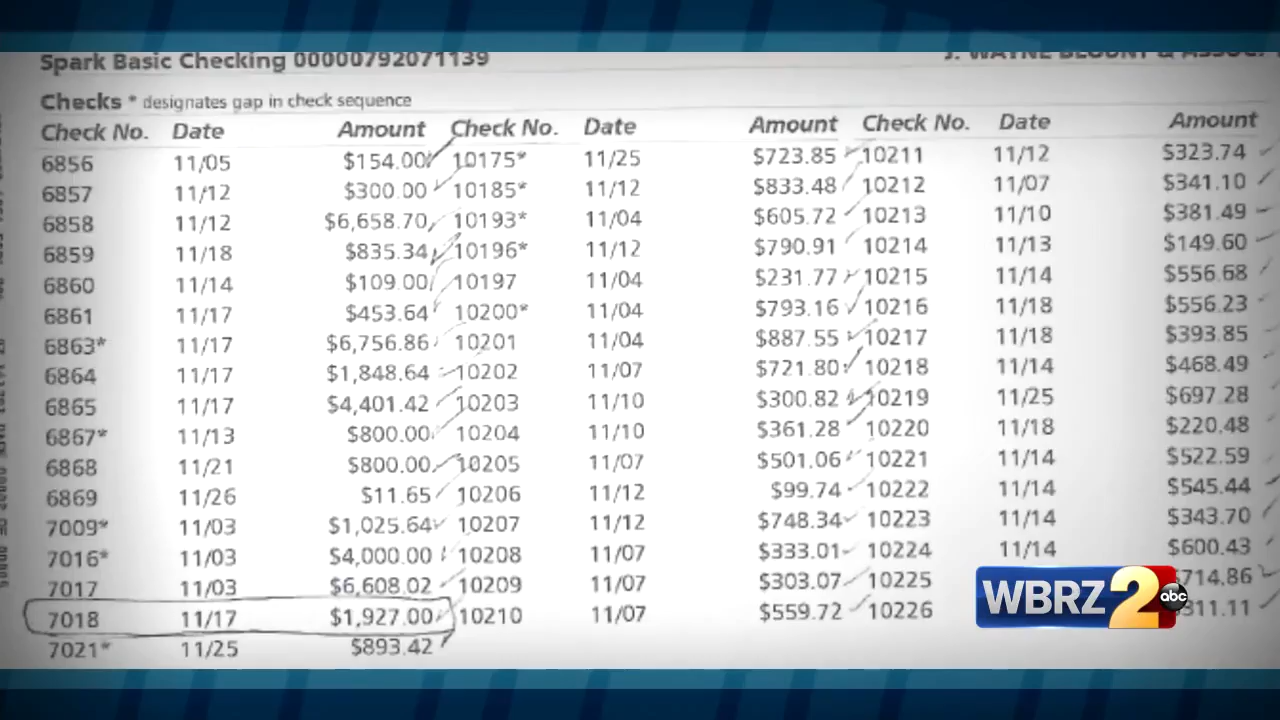 Spark Basic Checking 00000792071139 J. WAYNE BLOUNT & ASSOC.
Checks * designates gap in check sequence
Check No. Date Amount Check No. Date Amount Check No. Date Amount
6856 11/05 $154.00 10175* 11/25 $723.85 10211 11/12 $323.74
6857 11/12 $300.00 10185* 11/12 $833.48 10212 11/07 $341.10
6858 11/12 $6,658.70 10193* 11/04 $605.72 10213 11/10 $381.49
6859 11/18 $835.34 10196* 11/12 $790.91 10214 11/13 $149.60
6860 11/14 $109.00 10197 11/04 $231.77 10215 11/14 $556.68
6861 11/17 $453.64 10200* 11/04 $793.16 10216 11/18 $556.23
6863* 11/17 $6,756.86 10201 11/04 $887.55 10217 11/18 $393.85
6864 11/17 $1,848.64 10202 11/07 $721.80 10218 11/14 $468.49
6865 11/17 $4,401.42 10203 11/10 $300.82 10219 11/25 $697.28
6867* 11/13 $800.00 10204 11/10 $361.28 10220 11/18 $220.48
6868 11/21 $800.00 10205 11/07 $501.06 10221 11/14 $522.59
6869 11/26 $11.65 10206 11/12 $99.74 10222 11/14 $545.44
7009* 11/03 $1,025.64 10207 11/12 $748.34 10223 11/14 $343.70
7016* 11/03 $4,000.00 10208 11/07 $333.01 10224 11/14 $600.43
7017 11/03 $6,608.02 10209 11/07 $303.07 10225 $714.86
7018 11/17 $1,927.00 10210 11/07 $559.72 10226
7021* 11/25 $893.42
WBRZ 2 abc